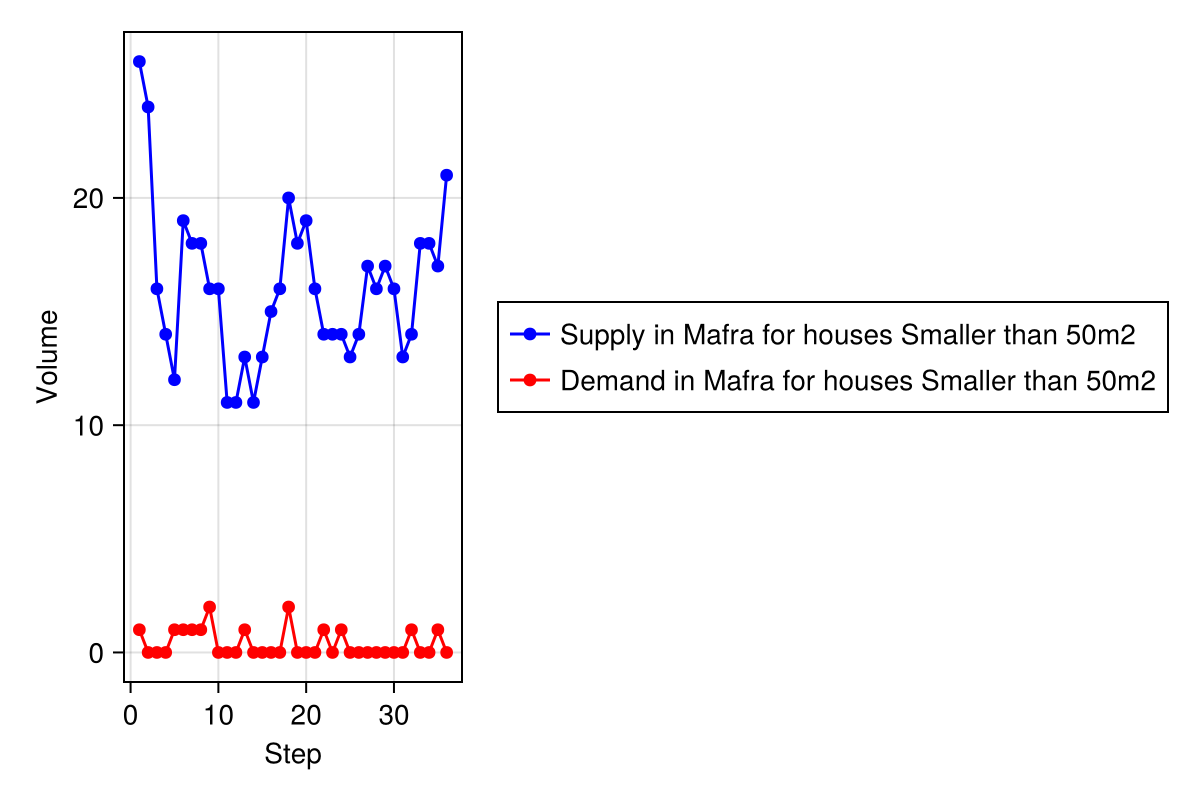 20
10
0
Volume
0 10 20 30
Step
Supply in Mafra for houses Smaller than 50m2
Demand in Mafra for houses Smaller than 50m2